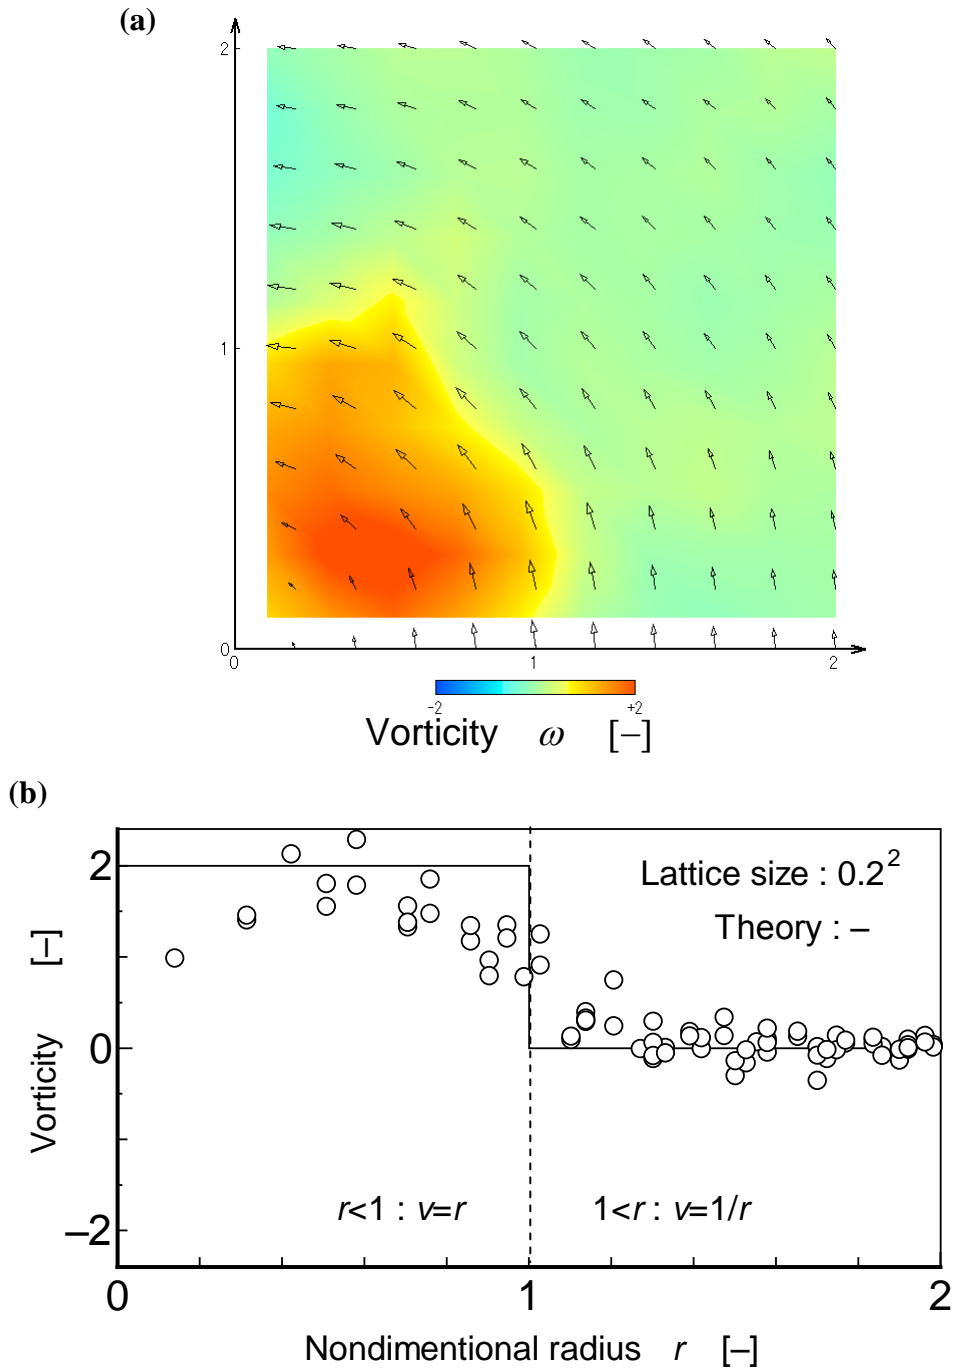 (a)
2
1
0
0 1 2
-2 +2
Vorticity ω [–]
(b)
2
0
–2
Vorticity [–]
Lattice size : 0.2²
Theory : –
r<1 : v=r
1<r : v=1/r
0 1 2
Nondimentional radius r [–]